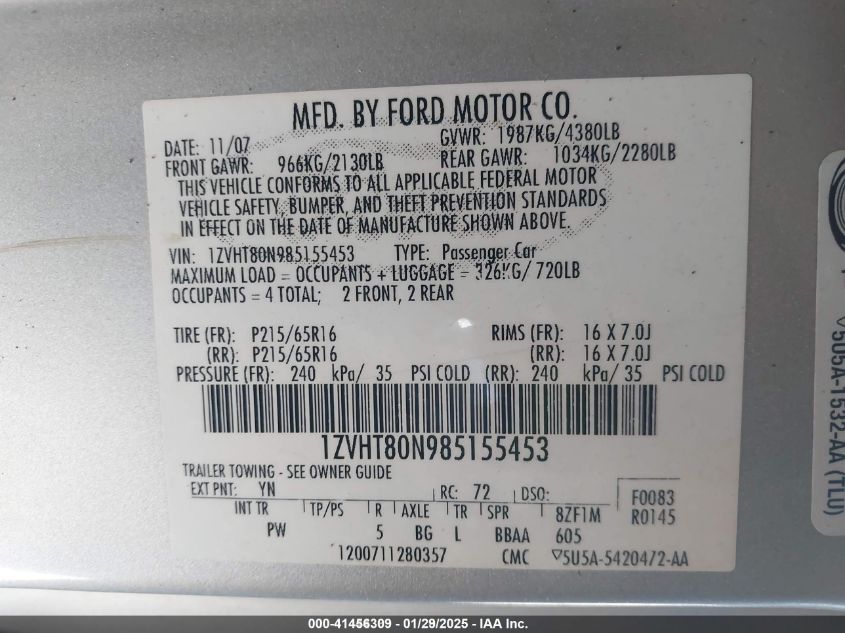 MFD. BY FORD MOTOR CO.
DATE: 11/07 GVWR: 1987KG/4380LB
FRONT GAWR: 966KG/2130LB REAR GAWR: 1034KG/2280LB
THIS VEHICLE CONFORMS TO ALL APPLICABLE FEDERAL MOTOR
VEHICLE SAFETY, BUMPER, AND THEFT PREVENTION STANDARDS
IN EFFECT ON THE DATE OF MANUFACTURE SHOWN ABOVE.
VIN: 1ZVHT80N985155453 TYPE: Passenger Car
MAXIMUM LOAD = OCCUPANTS + LUGGAGE = 326KG/ 720LB
OCCUPANTS = 4 TOTAL; 2 FRONT, 2 REAR
TIRE (FR): P215/65R16 RIMS (FR): 16 X 7.0J
(RR): P215/65R16 (RR): 16 X 7.0J
PRESSURE (FR): 240 kPa/ 35 PSI COLD (RR): 240 kPa/ 35 PSI COLD
1ZVHT80N985155453
TRAILER TOWING - SEE OWNER GUIDE
EXT PNT: YN RC: 72 DSO: F0083
INT TR TP/PS R AXLE TR SPR 8ZF1M R0145
PW 5 BG L BBAA 605
1200711280357 CMC ▽5U5A-5420472-AA
▽5U5A-1532-AA (TLU)
000-41456309 - 01/29/2025 - IAA Inc.